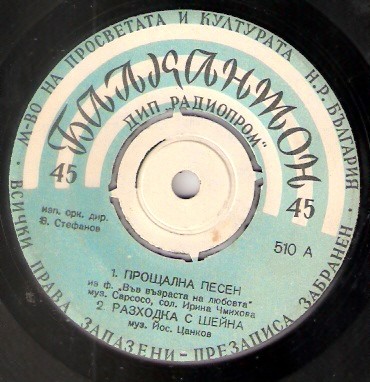 М-ВО НА ПРОСВЕТАТА И КУЛТУРАТА Н.Р. БЪЛГАРИЯ
БАЛКАНТОН
ДИП „РАДИОПРОМ"
45
45
изп. орк. дир.
В. Стефанов
510 А
1. ПРОЩАЛНА ПЕСЕН
из Ф. „Във възраста на любовта"
муз. Сарсосо, сол. Ирина Чмихова
2. РАЗХОДКА С ШЕЙНА
муз. Йос. Цанков
ВСИЧКИ ПРАВА ЗАПАЗЕНИ - ПРЕЗАПИСА ЗАБРАНЕН